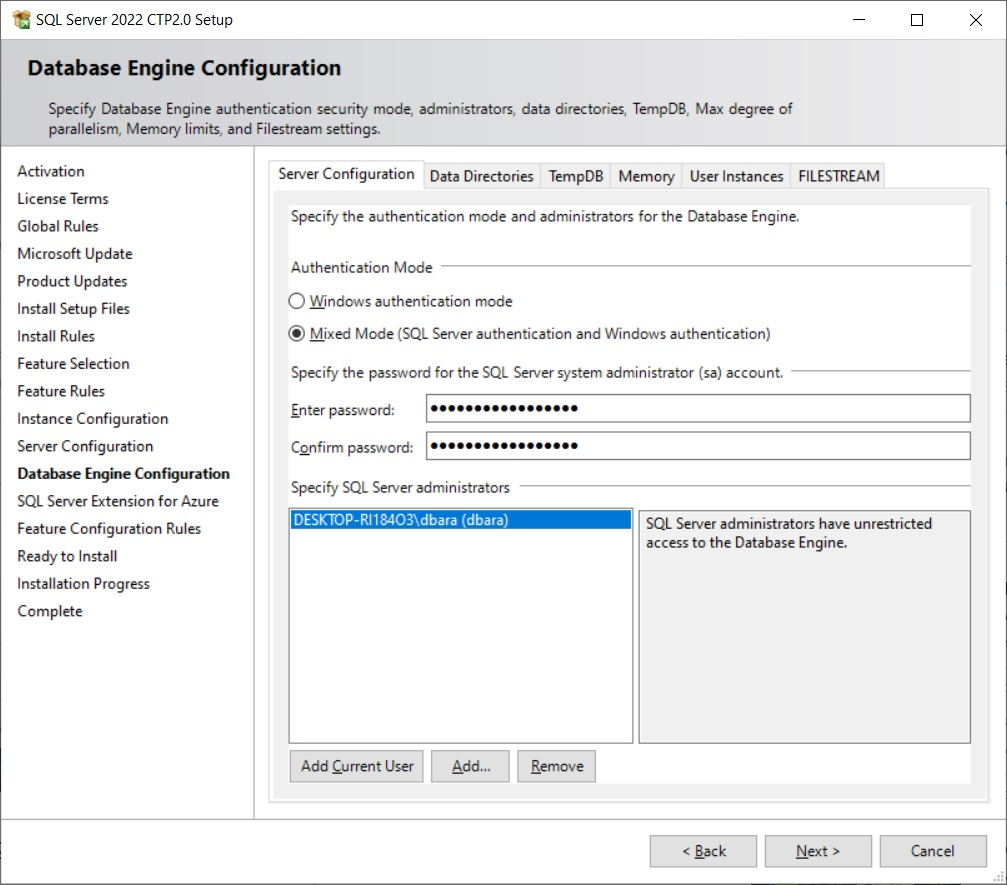 SQL Server 2022 CTP2.0 Setup
Database Engine Configuration
Specify Database Engine authentication security mode, administrators, data directories, TempDB, Max degree of
parallelism, Memory limits, and Filestream settings.
Activation
License Terms
Global Rules
Microsoft Update
Product Updates
Install Setup Files
Install Rules
Feature Selection
Feature Rules
Instance Configuration
Server Configuration
Database Engine Configuration
SQL Server Extension for Azure
Feature Configuration Rules
Ready to Install
Installation Progress
Complete
Server Configuration Data Directories TempDB Memory User Instances FILESTREAM
Specify the authentication mode and administrators for the Database Engine.
Authentication Mode
Windows authentication mode
Mixed Mode (SQL Server authentication and Windows authentication)
Specify the password for the SQL Server system administrator (sa) account.
Enter password: ●●●●●●●●●●●●●●●●●
Confirm password: ●●●●●●●●●●●●●●●●●
Specify SQL Server administrators
DESKTOP-RI184O3\dbara (dbara)
SQL Server administrators have unrestricted
access to the Database Engine.
Add Current User Add... Remove
< Back Next > Cancel